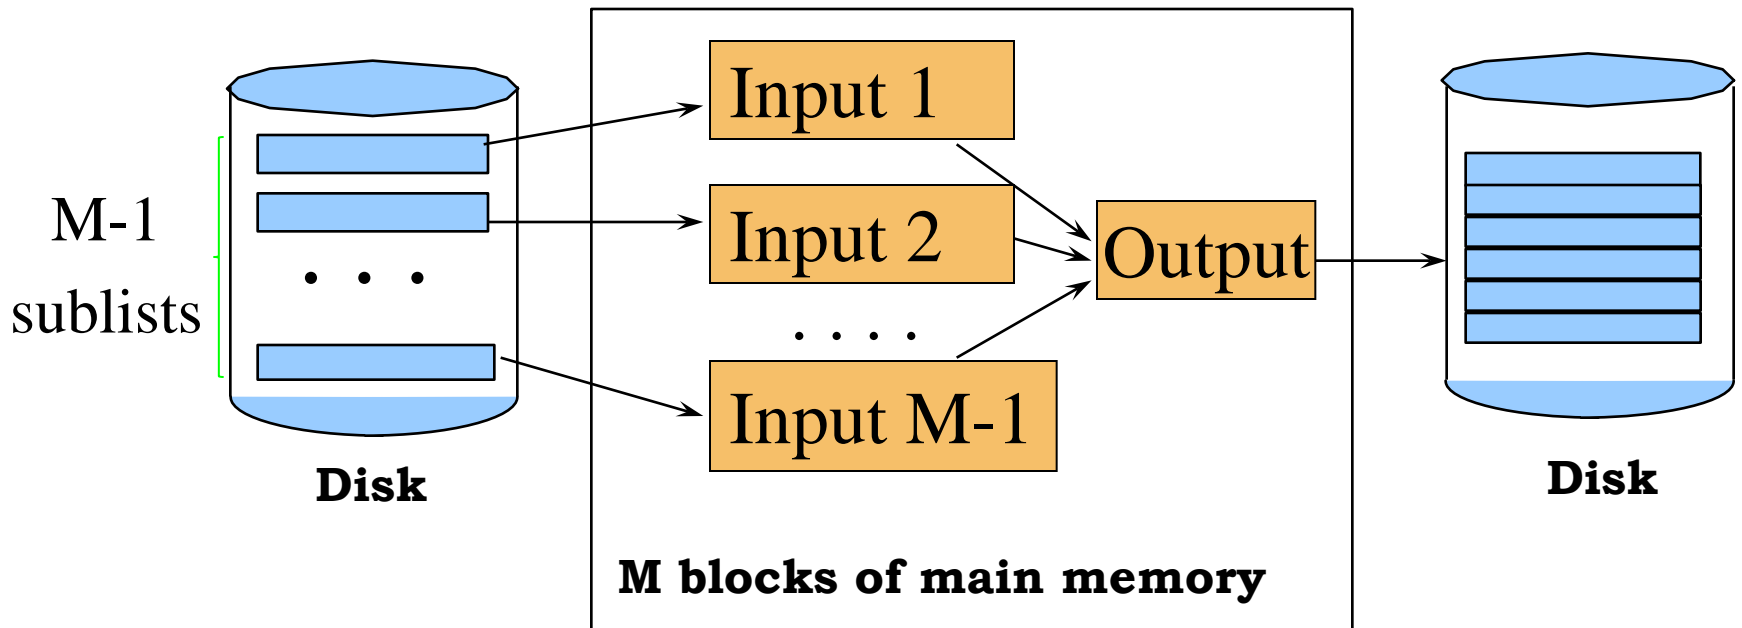 M-1
sublists
. . .
Disk
Input 1
Input 2
. . . .
Input M-1
Output
M blocks of main memory
Disk